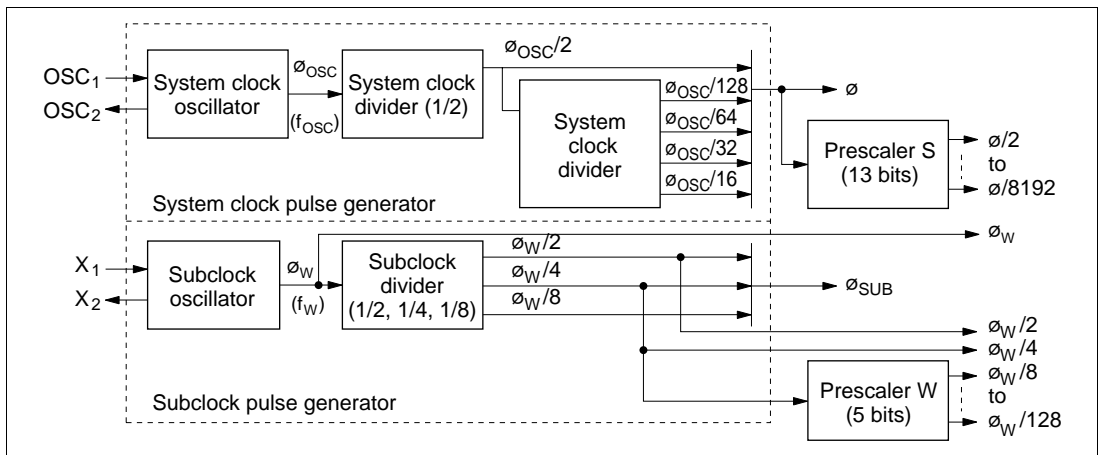 OSC1
OSC2
System clock
oscillator
øOSC
(fOSC)
System clock
divider (1/2)
øOSC/2
System
clock
divider
øOSC/128
øOSC/64
øOSC/32
øOSC/16
ø
Prescaler S
(13 bits)
ø/2
to
ø/8192
System clock pulse generator
X1
X2
Subclock
oscillator
øW
(fW)
Subclock
divider
(1/2, 1/4, 1/8)
øW/2
øW/4
øW/8
øW
øSUB
øW/2
øW/4
Prescaler W
(5 bits)
øW/8
to
øW/128
Subclock pulse generator